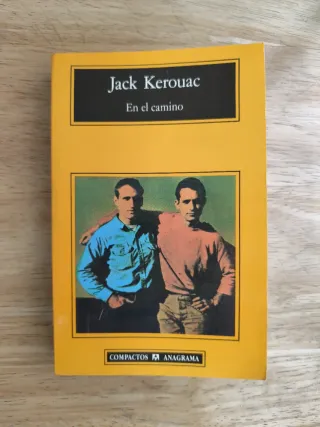 Jack Kerouac
En el camino
COMPACTOS A ANAGRAMA